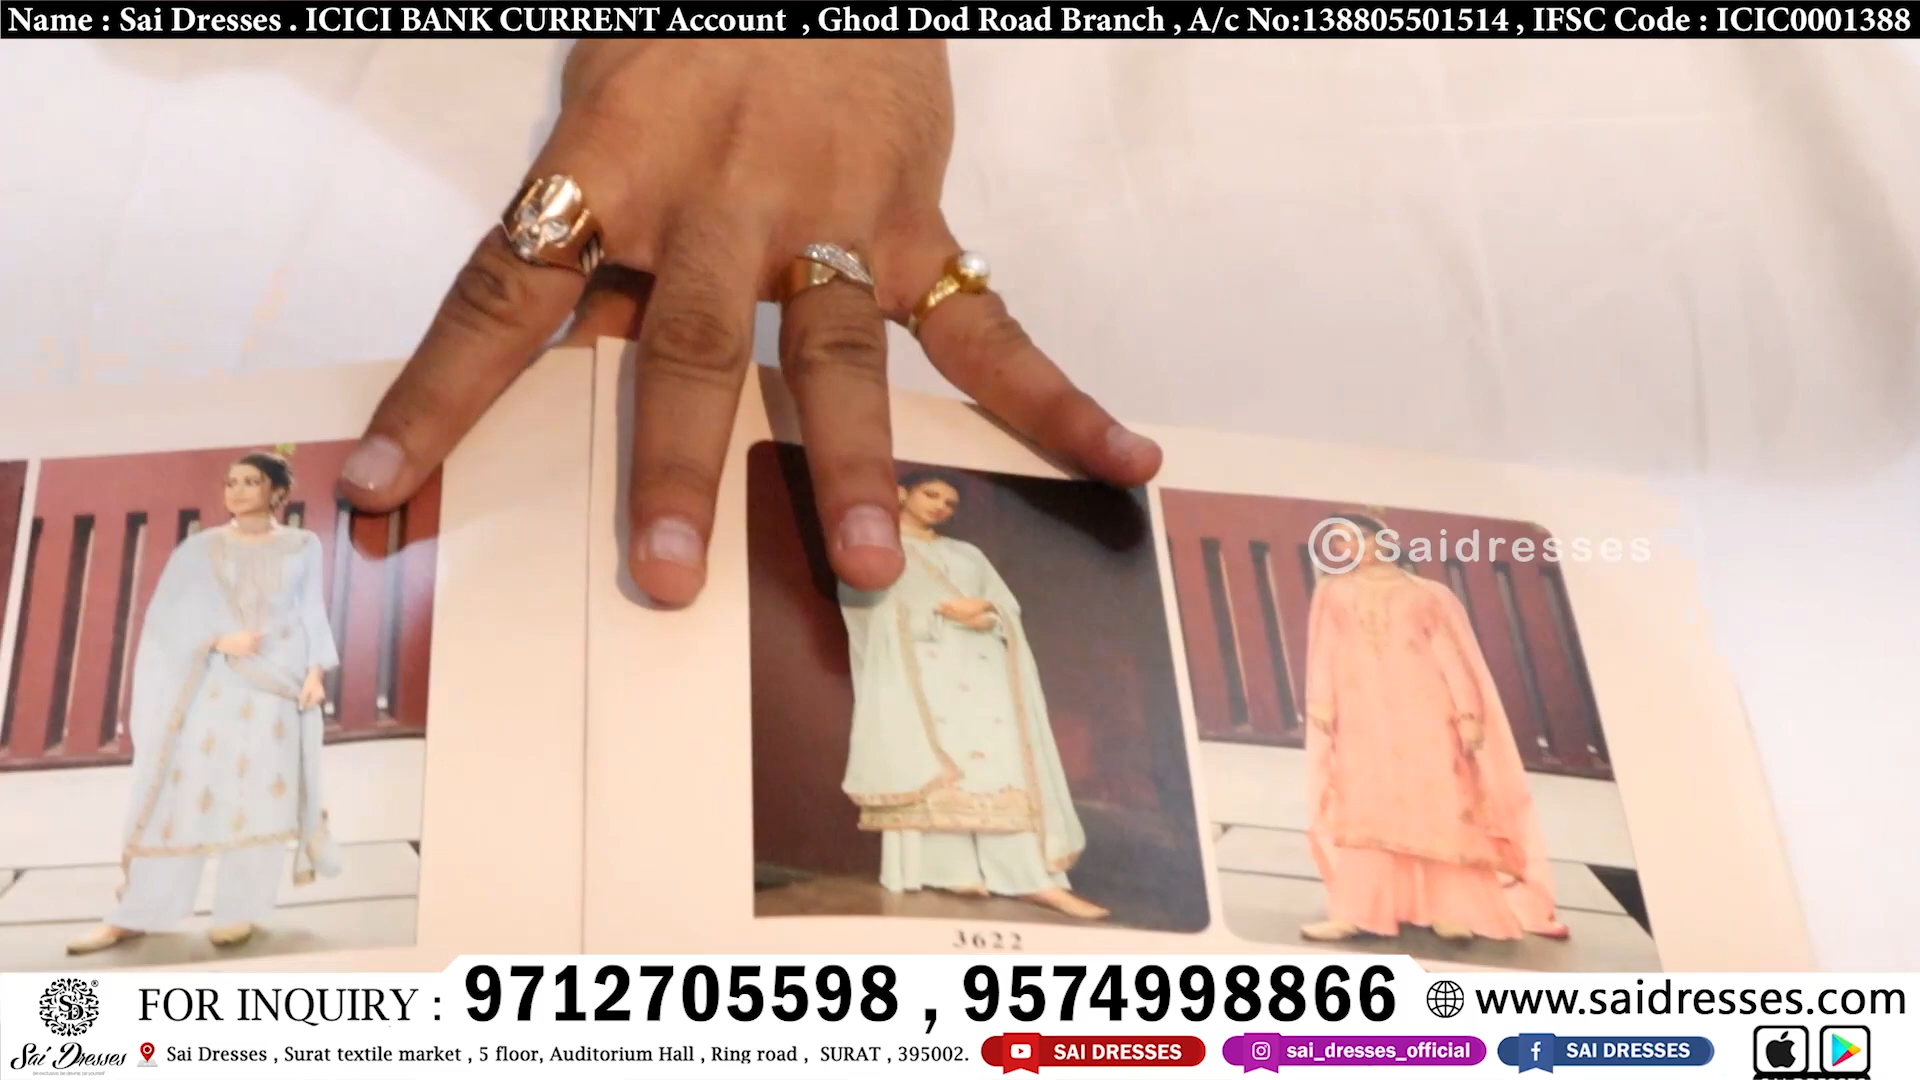 Name : Sai Dresses . ICICI BANK CURRENT Account , Ghod Dod Road Branch , A/c No:138805501514 , IFSC Code : ICIC0001388
©Saidresses
3622
FOR INQUIRY : 9712705598 , 9574998866
www.saidresses.com
SD
Sai Dresses
Sai Dresses , Surat textile market , 5 floor, Auditorium Hall , Ring road , SURAT , 395002.
SAI DRESSES
sai_dresses_official
SAI DRESSES